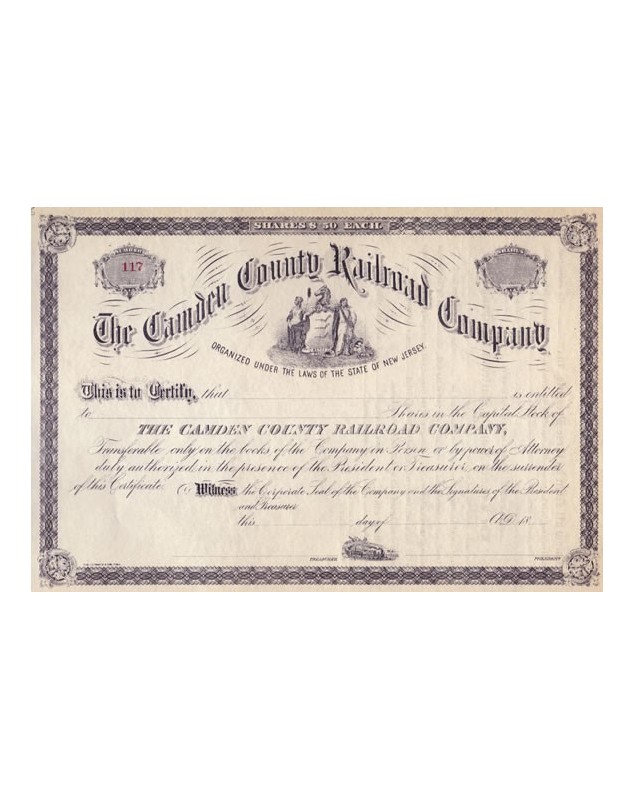 SHARES $ 50 EACH.
NUMBER
117
SHARES
The Camden County Railroad Company
ORGANIZED UNDER THE LAWS OF THE STATE OF NEW JERSEY.
This is to Certify, that is entitled
to Shares in the Capital Stock of
THE CAMDEN COUNTY RAILROAD COMPANY,
Transferable only on the books of the Company in Person or by power of Attorney
duly authorized in the presence of the President or Treasurer on the surrender
of this Certificate. In Witness the Corporate Seal of the Company and the Signatures of the President
and Treasurer
this day of A.D. 18
TREASURER PRESIDENT